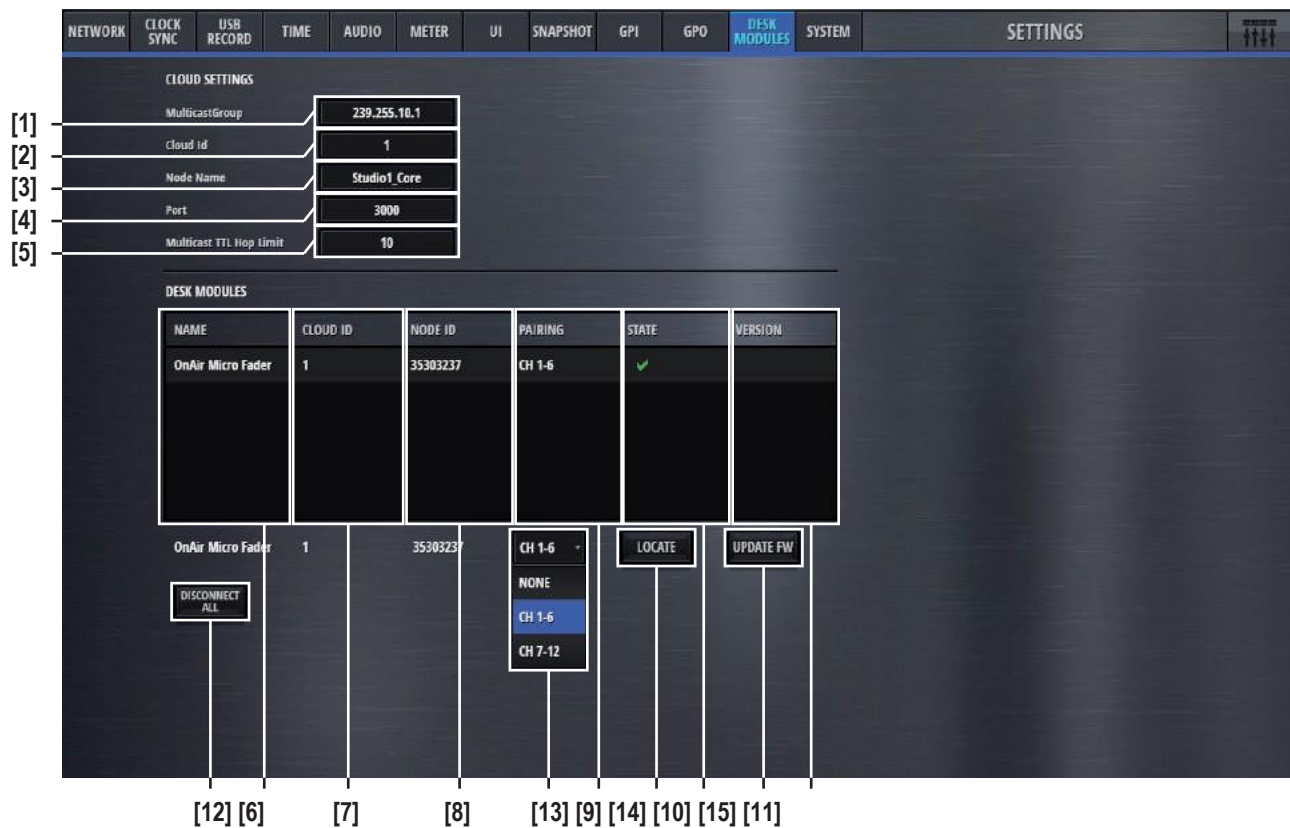 NETWORK CLOCK SYNC USB RECORD TIME AUDIO METER UI SNAPSHOT GPI GPO DESK MODULES SYSTEM SETTINGS
CLOUD SETTINGS
[1] MulticastGroup 239.255.10.1
[2] Cloud Id 1
[3] Node Name Studio1_Core
[4] Port 3000
[5] Multicast TTL Hop Limit 10
DESK MODULES
NAME CLOUD ID NODE ID PAIRING STATE VERSION
OnAir Micro Fader 1 35303237 CH 1-6
OnAir Micro Fader 1 35303237 CH 1-6 LOCATE UPDATE FW
NONE
DISCONNECT ALL
CH 1-6
CH 7-12
[12] [6] [7] [8] [13] [9] [14] [10] [15] [11]